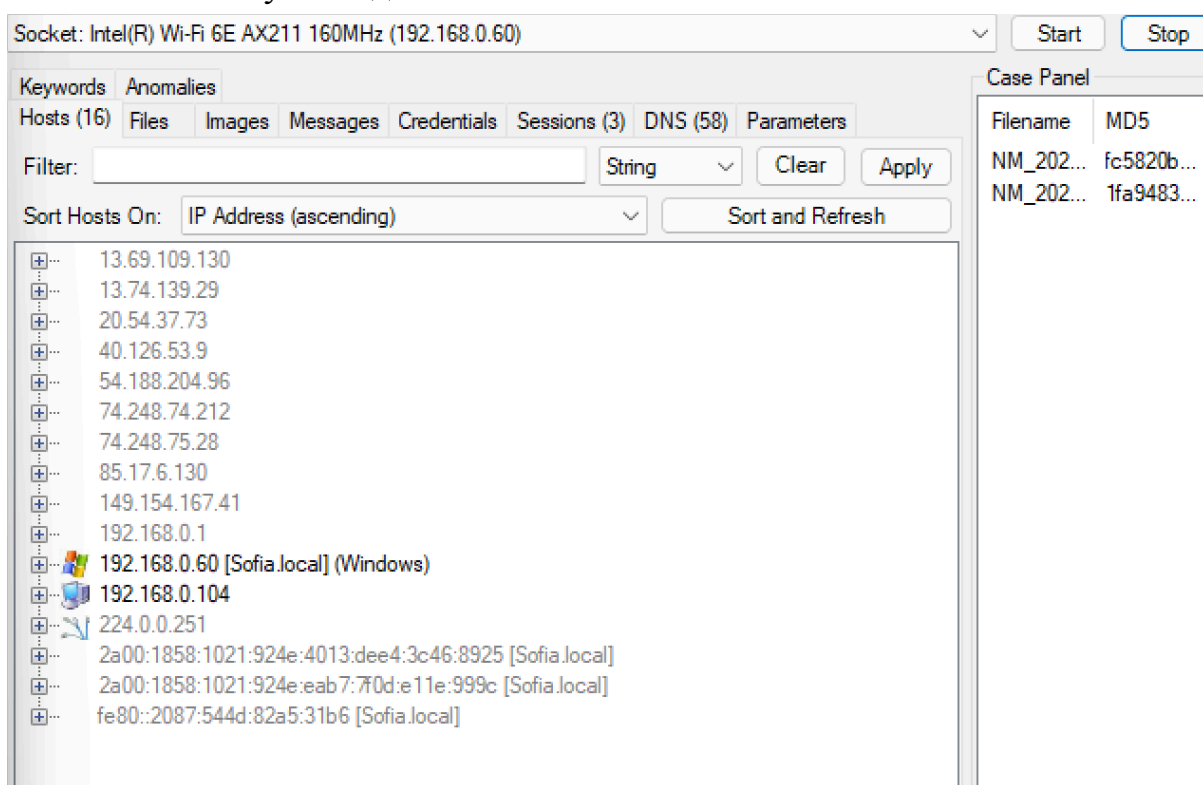 Socket: Intel(R) Wi-Fi 6E AX211 160MHz (192.168.0.60) Start Stop
Keywords Anomalies
Hosts (16) Files Images Messages Credentials Sessions (3) DNS (58) Parameters
Filter: String Clear Apply
Sort Hosts On: IP Address (ascending) Sort and Refresh
13.69.109.130
13.74.139.29
20.54.37.73
40.126.53.9
54.188.204.96
74.248.74.212
74.248.75.28
85.17.6.130
149.154.167.41
192.168.0.1
192.168.0.60 [Sofia.local] (Windows)
192.168.0.104
224.0.0.251
2a00:1858:1021:924e:4013:dee4:3c46:8925 [Sofia.local]
2a00:1858:1021:924e:eab7:7f0d:e11e:999c [Sofia.local]
fe80::2087:544d:82a5:31b6 [Sofia.local]
Case Panel
Filename MD5
NM_202... fc5820b...
NM_202... 1fa9483...